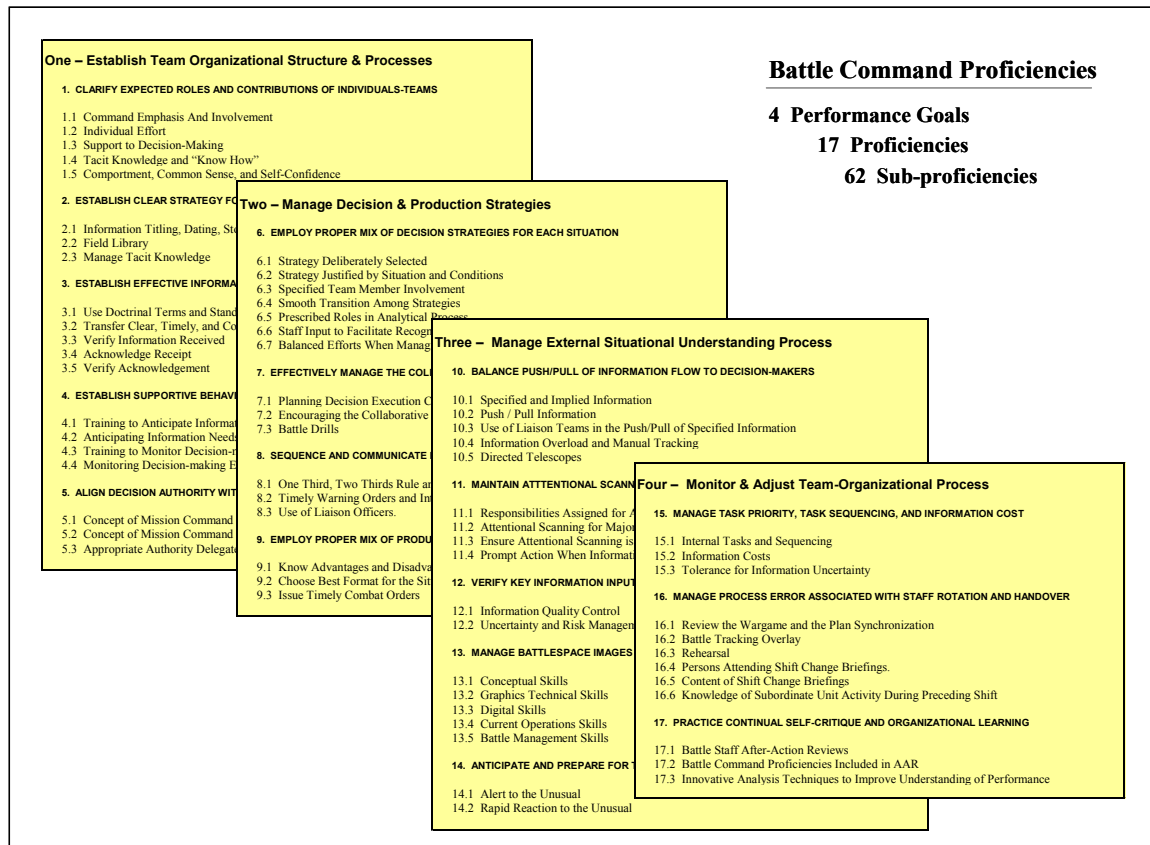 One – Establish Team Organizational Structure & Processes
1. CLARIFY EXPECTED ROLES AND CONTRIBUTIONS OF INDIVIDUALS-TEAMS
1.1 Command Emphasis And Involvement
1.2 Individual Effort
1.3 Support to Decision-Making
1.4 Tacit Knowledge and “Know How”
1.5 Comportment, Common Sense, and Self-Confidence
2. ESTABLISH CLEAR STRATEGY
2.1 Information Titling, Dating,
2.2 Field Library
2.3 Manage Tacit Knowledge
3. ESTABLISH EFFECTIVE
3.1 Use Doctrinal Terms and
3.2 Transfer Clear, Timely, and
3.3 Verify Information Received
3.4 Acknowledge Receipt
3.5 Verify Acknowledgement
4. ESTABLISH SUPPORTIVE
4.1 Training to Anticipate
4.2 Anticipating Information
4.3 Training to Monitor
4.4 Monitoring Decision-making
5. ALIGN DECISION AUTHORITY
5.1 Concept of Mission Command
5.2 Concept of Mission Command
5.3 Appropriate Authority
Two – Manage Decision & Production Strategies
6. EMPLOY PROPER MIX OF DECISION STRATEGIES FOR EACH SITUATION
6.1 Strategy Deliberately Selected
6.2 Strategy Justified by Situation and Conditions
6.3 Specified Team Member Involvement
6.4 Smooth Transition Among Strategies
6.5 Prescribed Roles in Analytical Process
6.6 Staff Input to Facilitate
6.7 Balanced Efforts When
7. EFFECTIVELY MANAGE THE
7.1 Planning Decision Execution
7.2 Encouraging the Collaborative
7.3 Battle Drills
8. SEQUENCE AND COMMUNICATE
8.1 One Third, Two Thirds Rule
8.2 Timely Warning Orders and
8.3 Use of Liaison Officers.
9. EMPLOY PROPER MIX OF
9.1 Know Advantages and
9.2 Choose Best Format for the
9.3 Issue Timely Combat Orders
Three – Manage External Situational Understanding Process
10. BALANCE PUSH/PULL OF INFORMATION FLOW TO DECISION-MAKERS
10.1 Specified and Implied Information
10.2 Push / Pull Information
10.3 Use of Liaison Teams in the Push/Pull of Specified Information
10.4 Information Overload and Manual Tracking
10.5 Directed Telescopes
11. MAINTAIN ATTTENTIONAL
11.1 Responsibilities Assigned for
11.2 Attentional Scanning for
11.3 Ensure Attentional Scanning is
11.4 Prompt Action When
12. VERIFY KEY INFORMATION
12.1 Information Quality Control
12.2 Uncertainty and Risk
13. MANAGE BATTLESPACE IMAGES
13.1 Conceptual Skills
13.2 Graphics Technical Skills
13.3 Digital Skills
13.4 Current Operations Skills
13.5 Battle Management Skills
14. ANTICIPATE AND PREPARE FOR
14.1 Alert to the Unusual
14.2 Rapid Reaction to the Unusual
Four – Monitor & Adjust Team-Organizational Process
15. MANAGE TASK PRIORITY, TASK SEQUENCING, AND INFORMATION COST
15.1 Internal Tasks and Sequencing
15.2 Information Costs
15.3 Tolerance for Information Uncertainty
16. MANAGE PROCESS ERROR ASSOCIATED WITH STAFF ROTATION AND HANDOVER
16.1 Review the Wargame and the Plan Synchronization
16.2 Battle Tracking Overlay
16.3 Rehearsal
16.4 Persons Attending Shift Change Briefings.
16.5 Content of Shift Change Briefings
16.6 Knowledge of Subordinate Unit Activity During Preceding Shift
17. PRACTICE CONTINUAL SELF-CRITIQUE AND ORGANIZATIONAL LEARNING
17.1 Battle Staff After-Action Reviews
17.2 Battle Command Proficiencies Included in AAR
17.3 Innovative Analysis Techniques to Improve Understanding of Performance
Battle Command Proficiencies
4 Performance Goals
17 Proficiencies
62 Sub-proficiencies